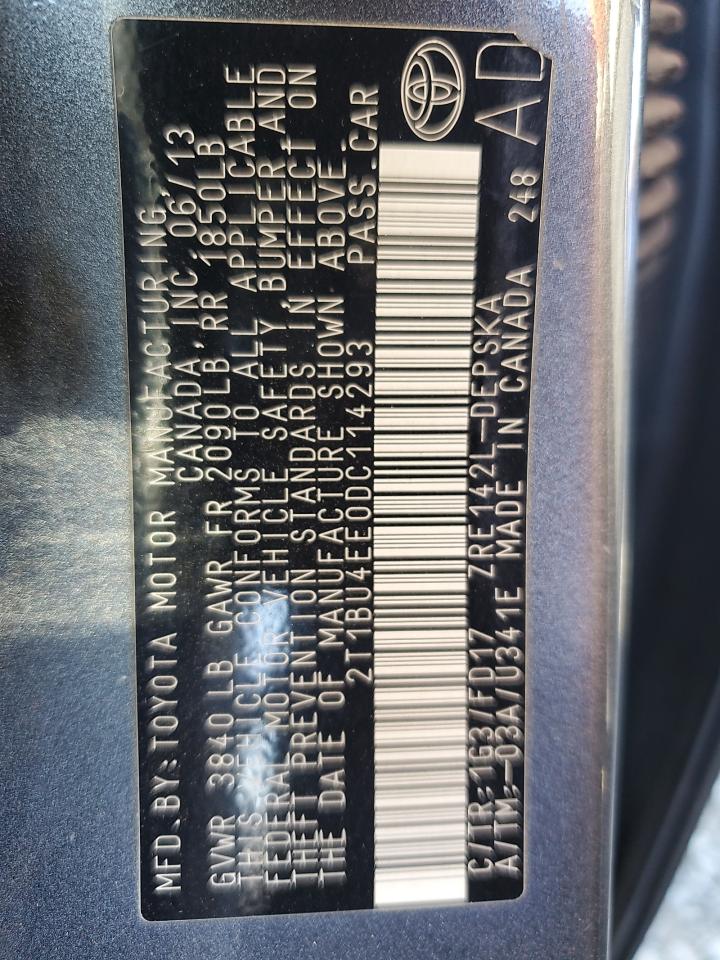 MFD.BY:TOYOTA MOTOR MANUFACTURING,
CANADA,INC.06/13
GVWR 3840LB GAWR FR 2090LB RR 1850LB
THIS VEHICLE CONFORMS TO ALL APPLICABLE
FEDERAL MOTOR VEHICLE SAFETY, BUMPER AND
THEFT PREVENTION STANDARDS IN EFFECT ON
THE DATE OF MANUFACTURE SHOWN ABOVE.
2T1BU4EE0DC114293 PASS.CAR
C/TR:1G3/FD17 ZRE142L-DEPSKA
A/TM:-03A/U341E MADE IN CANADA 248
AD